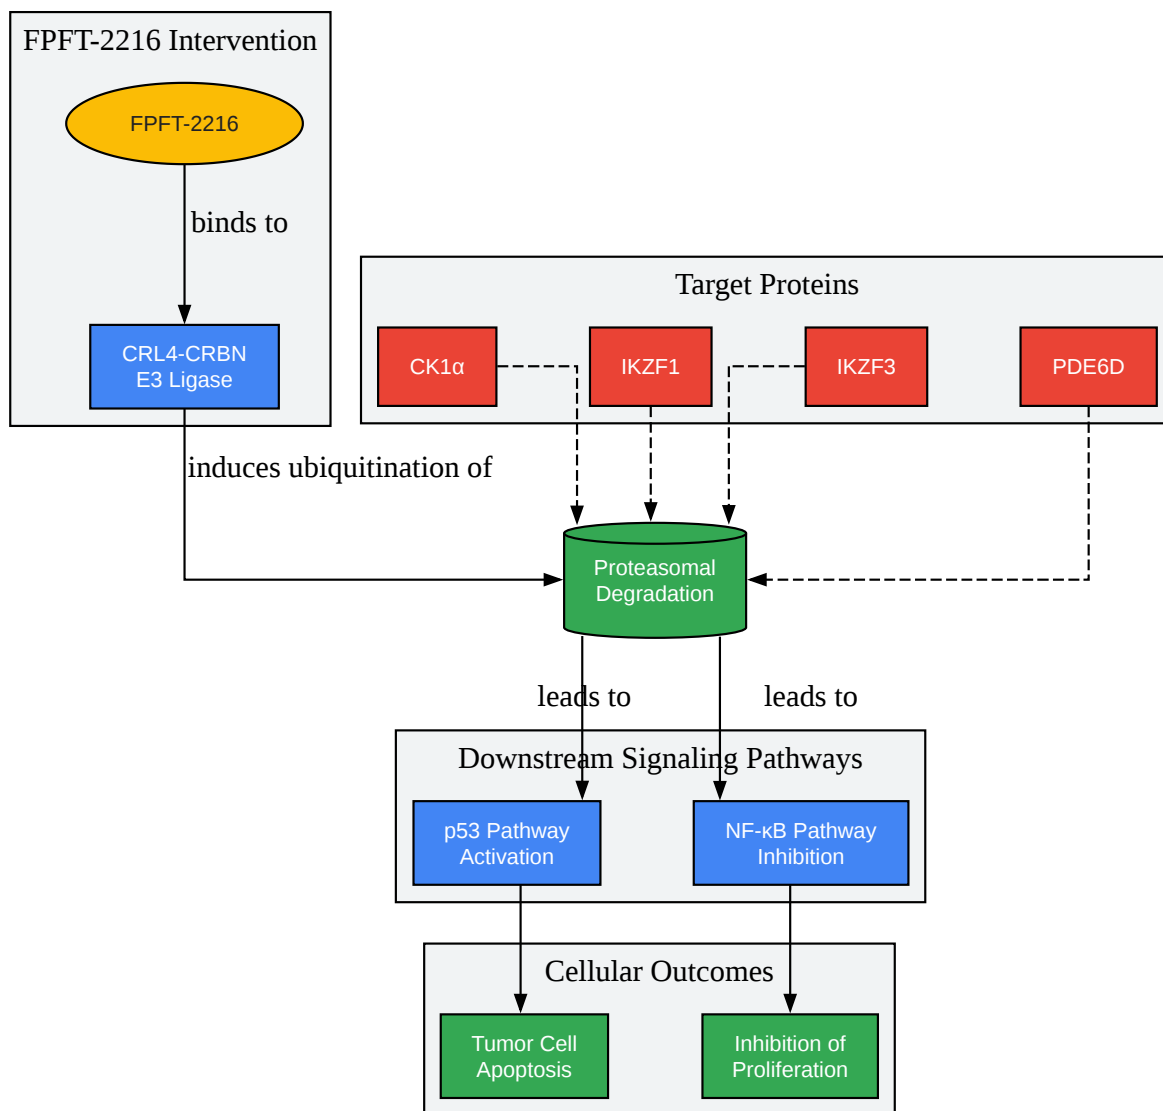 FPFT-2216 Intervention
FPFT-2216
binds to
CRL4-CRBN
E3 Ligase
Target Proteins
CK1α
IKZF1
IKZF3
PDE6D
induces ubiquitination of
Proteasomal
Degradation
leads to
leads to
Downstream Signaling Pathways
p53 Pathway
Activation
NF-κB Pathway
Inhibition
Cellular Outcomes
Tumor Cell
Apoptosis
Inhibition of
Proliferation